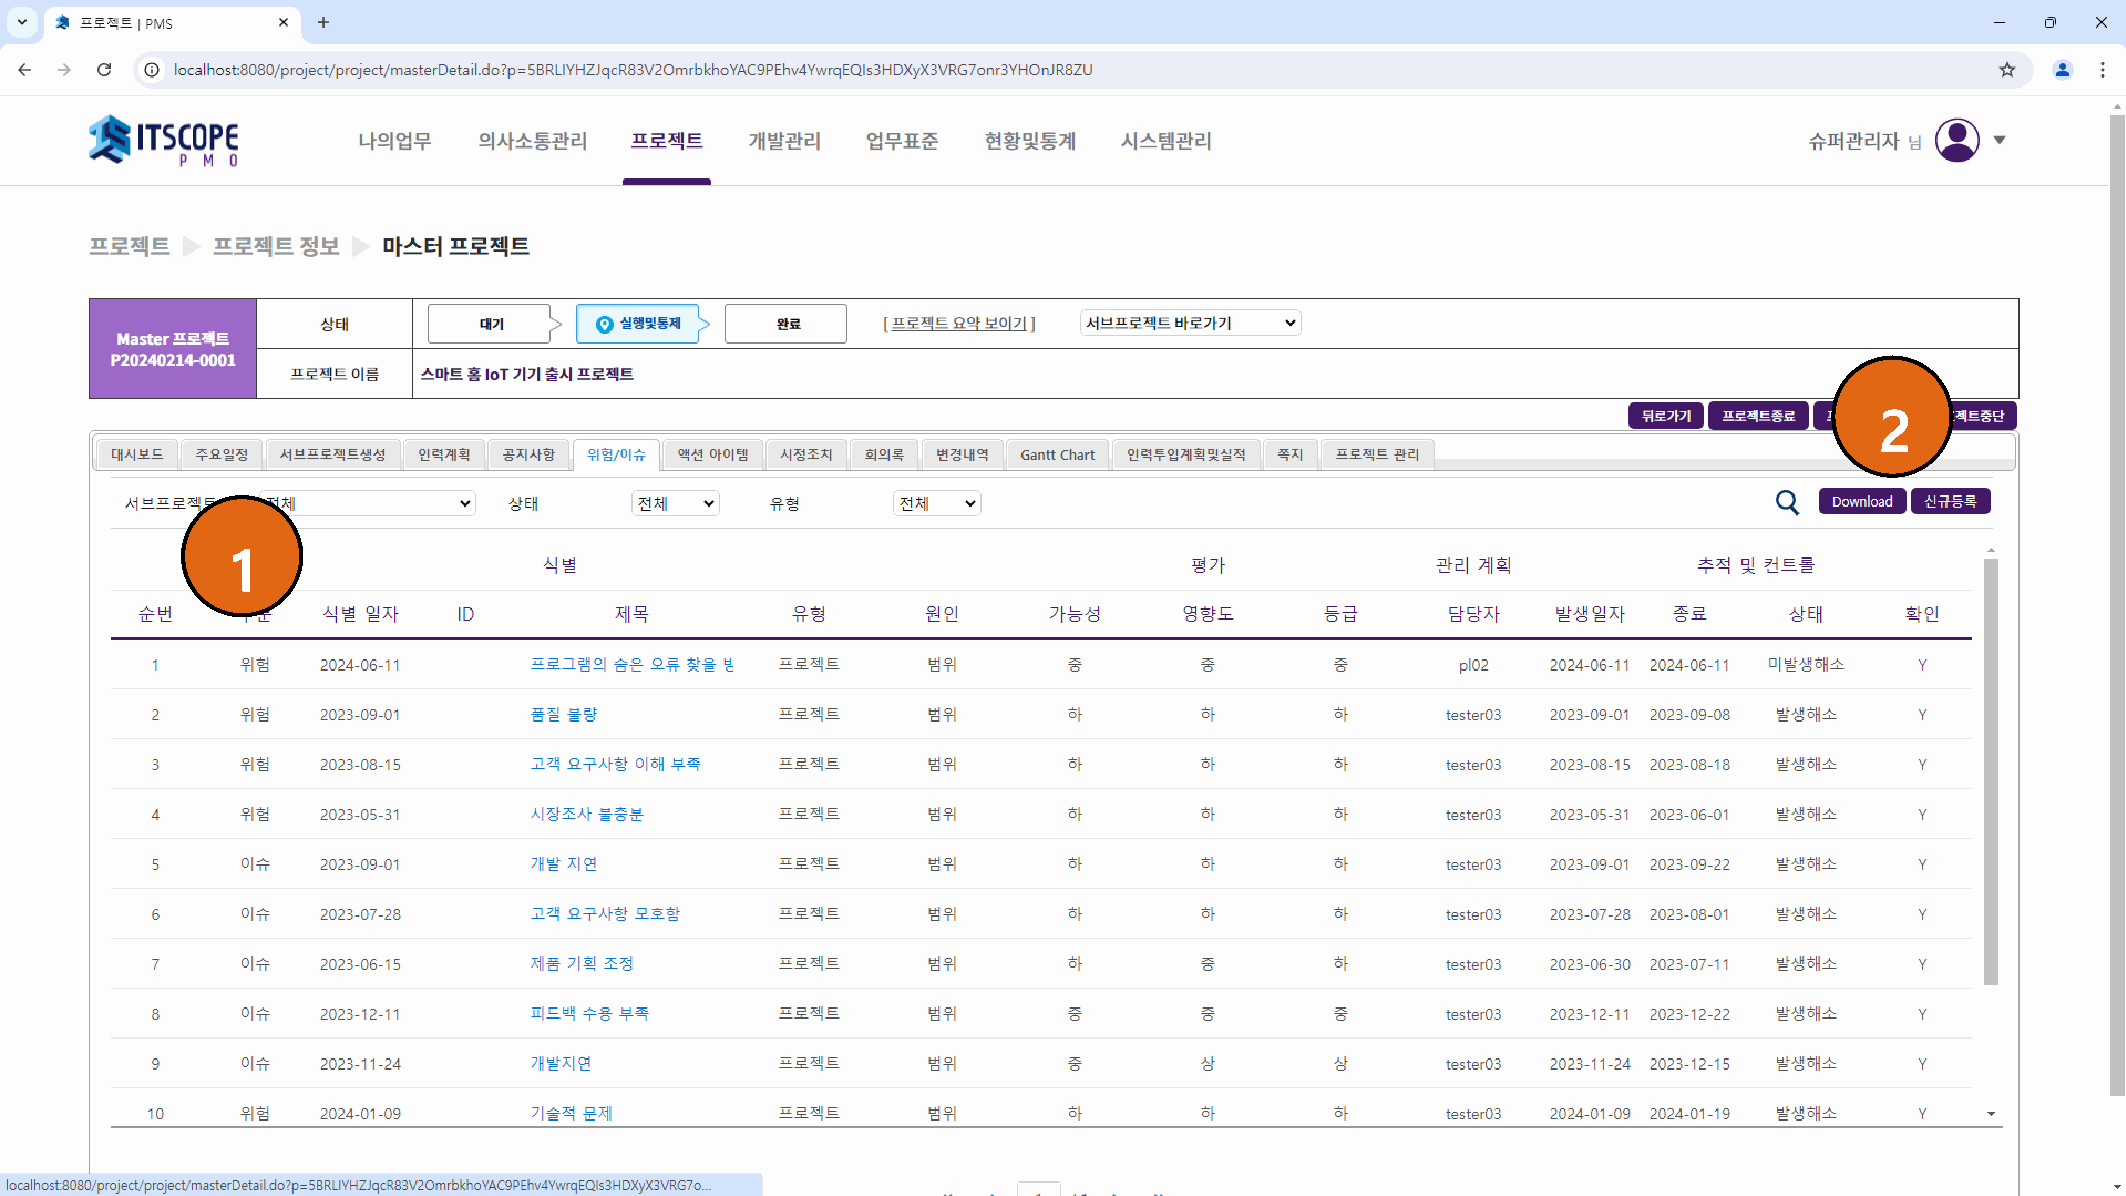 프로젝트 | PMS
localhost:8080/project/project/masterDetail.do?p=5BRLIYHZJqcR83V2OmrbkhoYAC9PEhv4YwrqEQIs3HDXyX3VRG7onr3YHOnJR8ZU
ITSCOPE
PMO
나의업무 의사소통관리 프로젝트 개발관리 업무표준 현황및통계 시스템관리 슈퍼관리자 님
프로젝트 프로젝트 정보 마스터 프로젝트
Master 프로젝트
P20240214-0001
상태 대기 실행및통제 완료 [ 프로젝트 요약 보이기 ] 서브프로젝트 바로가기
프로젝트 이름 스마트 홈 IoT 기기 출시 프로젝트
뒤로가기 프로젝트종료 2
대시보드 주요일정 서브프로젝트생성 인력계획 공지사항 위험/이슈 액션 아이템 시정조치 회의록 변경내역 Gantt Chart 인력투입계획및실적 쪽지 프로젝트 관리
서브프로젝트 전체 상태 전체 유형 전체 Download 신규등록
1
식별 평가 관리 계획 추적 및 컨트롤
순번 식별 일자 ID 제목 유형 원인 가능성 영향도 등급 담당자 발생일자 종료 상태 확인
1 위험 2024-06-11 프로그램의 숨은 오류 찾을 프로젝트 범위 중 중 중 pl02 2024-06-11 2024-06-11 미발생해소 Y
2 위험 2023-09-01 품질 불량 프로젝트 범위 하 하 하 tester03 2023-09-01 2023-09-08 발생해소 Y
3 위험 2023-08-15 고객 요구사항 이해 부족 프로젝트 범위 하 하 하 tester03 2023-08-15 2023-08-18 발생해소 Y
4 위험 2023-05-31 시장조사 불충분 프로젝트 범위 하 하 하 tester03 2023-05-31 2023-06-01 발생해소 Y
5 이슈 2023-09-01 개발 지연 프로젝트 범위 하 하 하 tester03 2023-09-01 2023-09-22 발생해소 Y
6 이슈 2023-07-28 고객 요구사항 모호함 프로젝트 범위 하 하 하 tester03 2023-07-28 2023-08-01 발생해소 Y
7 이슈 2023-06-15 제품 기획 조정 프로젝트 범위 하 중 하 tester03 2023-06-30 2023-07-11 발생해소 Y
8 이슈 2023-12-11 피드백 수용 부족 프로젝트 범위 중 중 중 tester03 2023-12-11 2023-12-22 발생해소 Y
9 이슈 2023-11-24 개발지연 프로젝트 범위 중 상 상 tester03 2023-11-24 2023-12-15 발생해소 Y
10 위험 2024-01-09 기술적 문제 프로젝트 범위 하 하 하 tester03 2024-01-09 2024-01-19 발생해소 Y
localhost:8080/project/project/masterDetail.do?p=5BRLIYHZJqcR83V2OmrbkhoYAC9PEhv4YwrqEQIs3HDXyX3VRG7o...